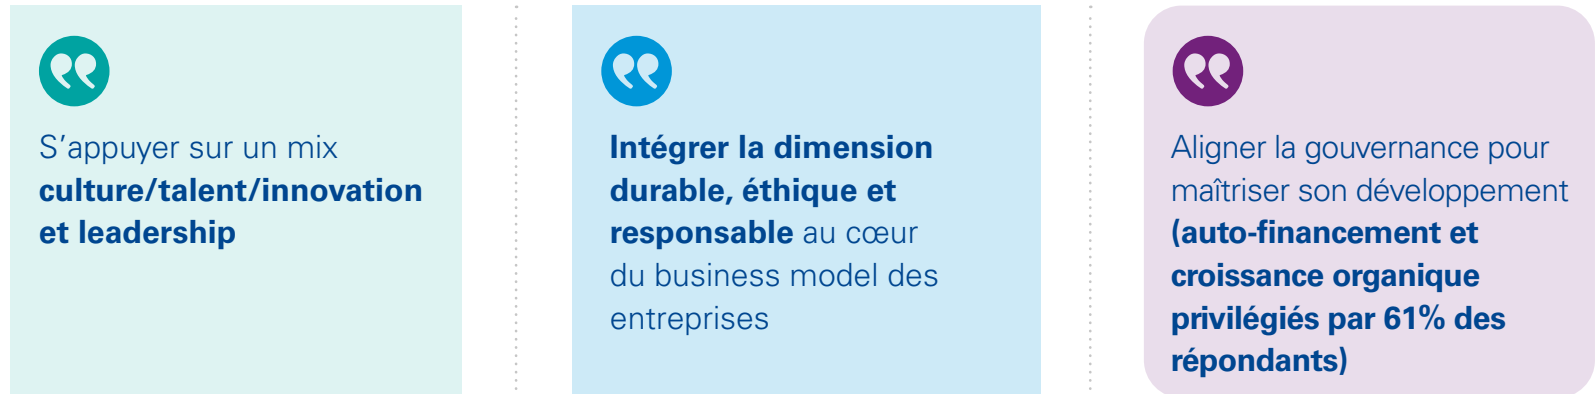 S’appuyer sur un mix
culture/talent/innovation
et leadership
Intégrer la dimension
durable, éthique et
responsable au cœur
du business model des
entreprises
Aligner la gouvernance pour
maîtriser son développement
(auto-financement et
croissance organique
privilégiés par 61% des
répondants)